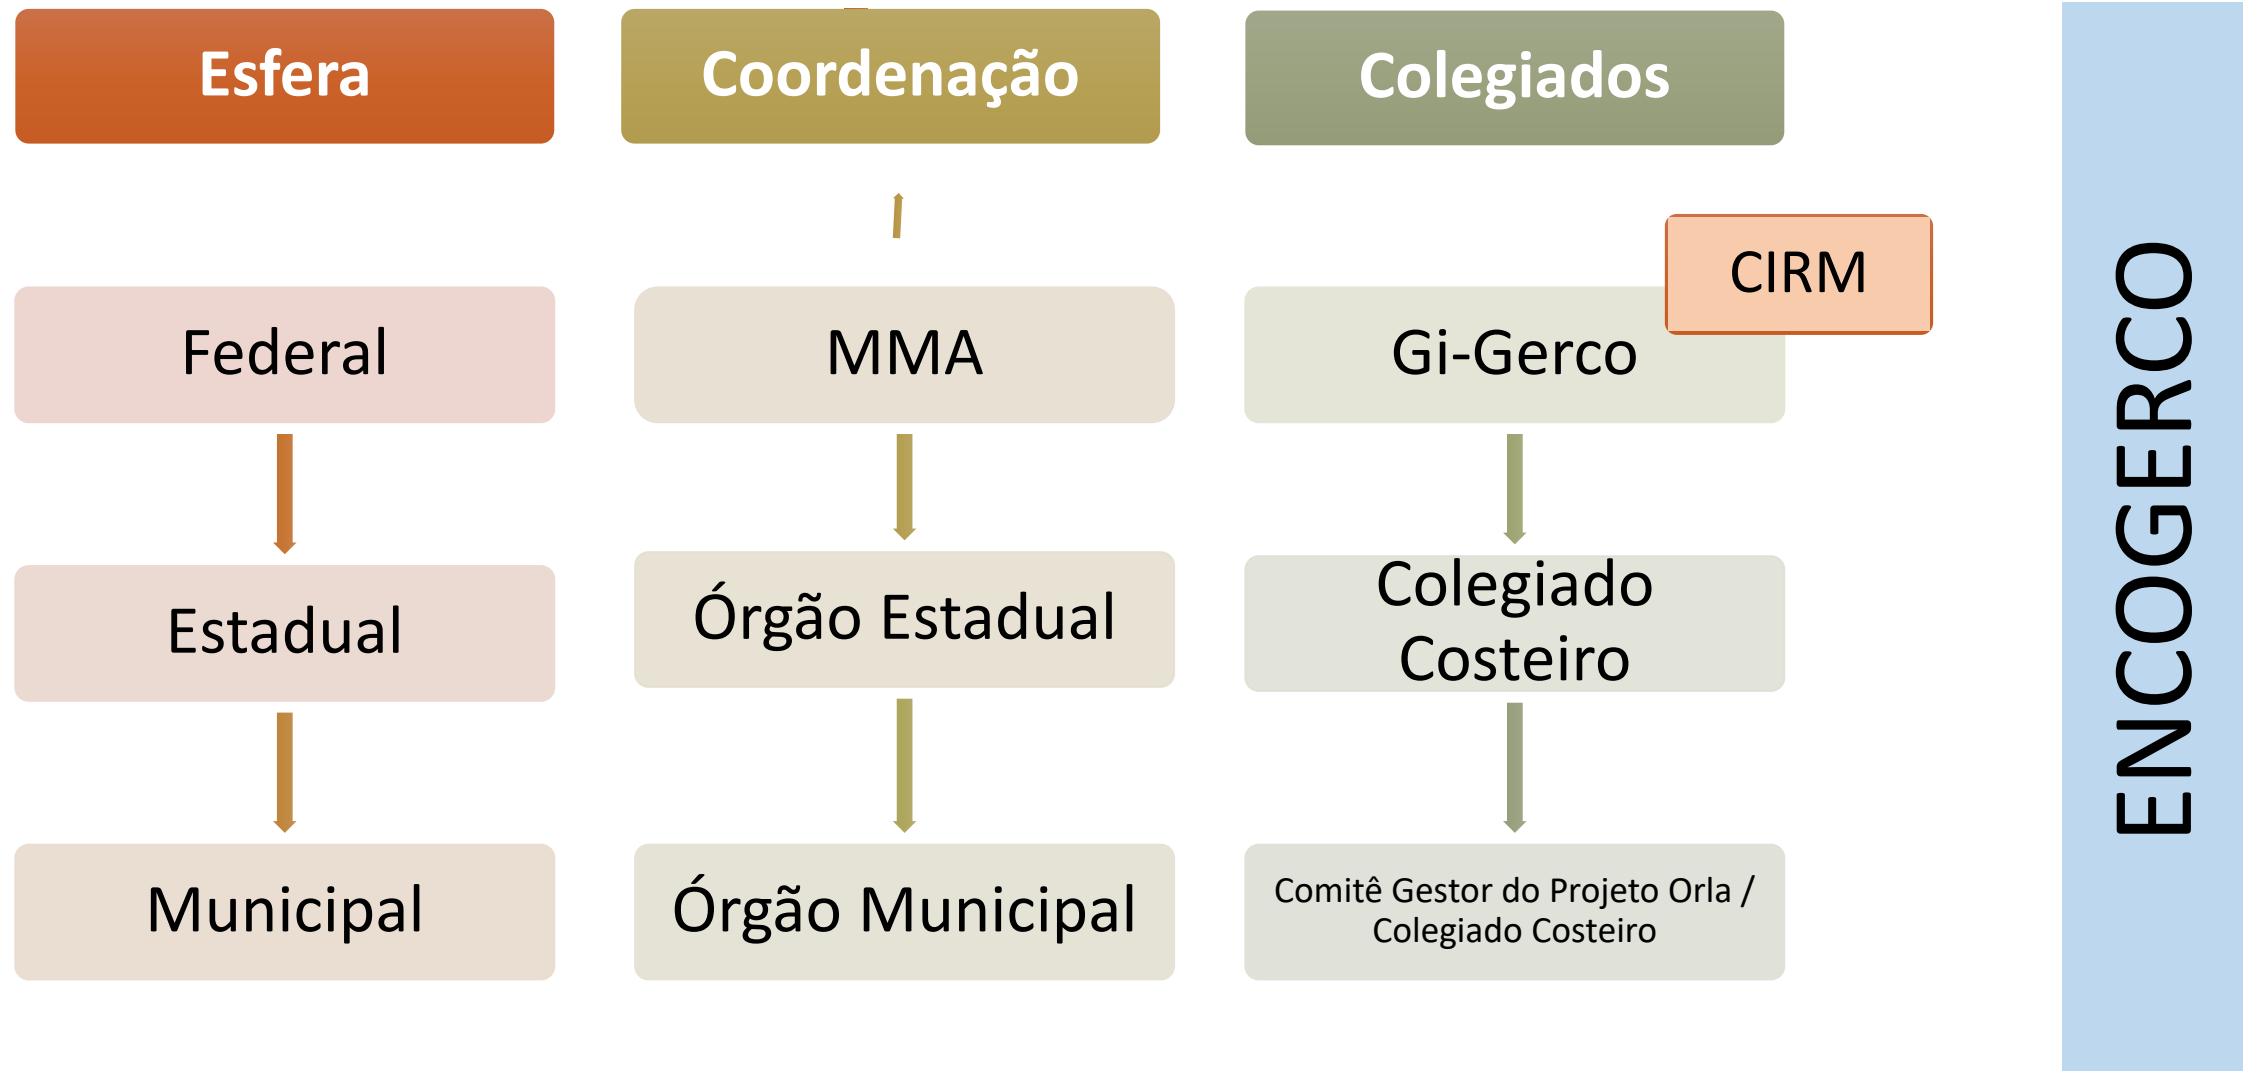 Esfera
Coordenação
Colegiados
CIRM
Federal
MMA
Gi-Gerco
Estadual
Órgão Estadual
Colegiado
Costeiro
Municipal
Órgão Municipal
Comitê Gestor do Projeto Orla /
Colegiado Costeiro
ENCOGERCO